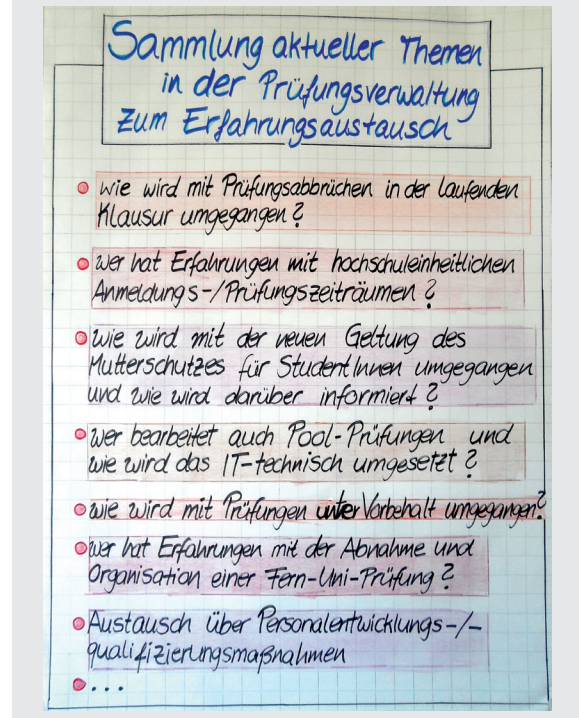 Sammlung aktueller Themen
in der Prüfungsverwaltung
zum Erfahrungsaustausch
wie wird mit Prüfungsabbrüchen in der laufenden
Klausur umgegangen?
wer hat Erfahrungen mit hochschuleinheitlichen
Anmeldungs-/Prüfungszeiträumen?
wie wird mit der neuen Geltung des
Mutterschutzes für StudentInnen umgegangen
und wie wird darüber informiert?
wer bearbeitet auch Pool-Prüfungen und
wie wird das IT-technisch umgesetzt?
wie wird mit Prüfungen unter Vorbehalt umgegangen?
wer hat Erfahrungen mit der Abnahme und
Organisation einer Fern-Uni-Prüfung?
Austausch über Personalentwicklungs-/-
qualifizierungsmaßnahmen
...